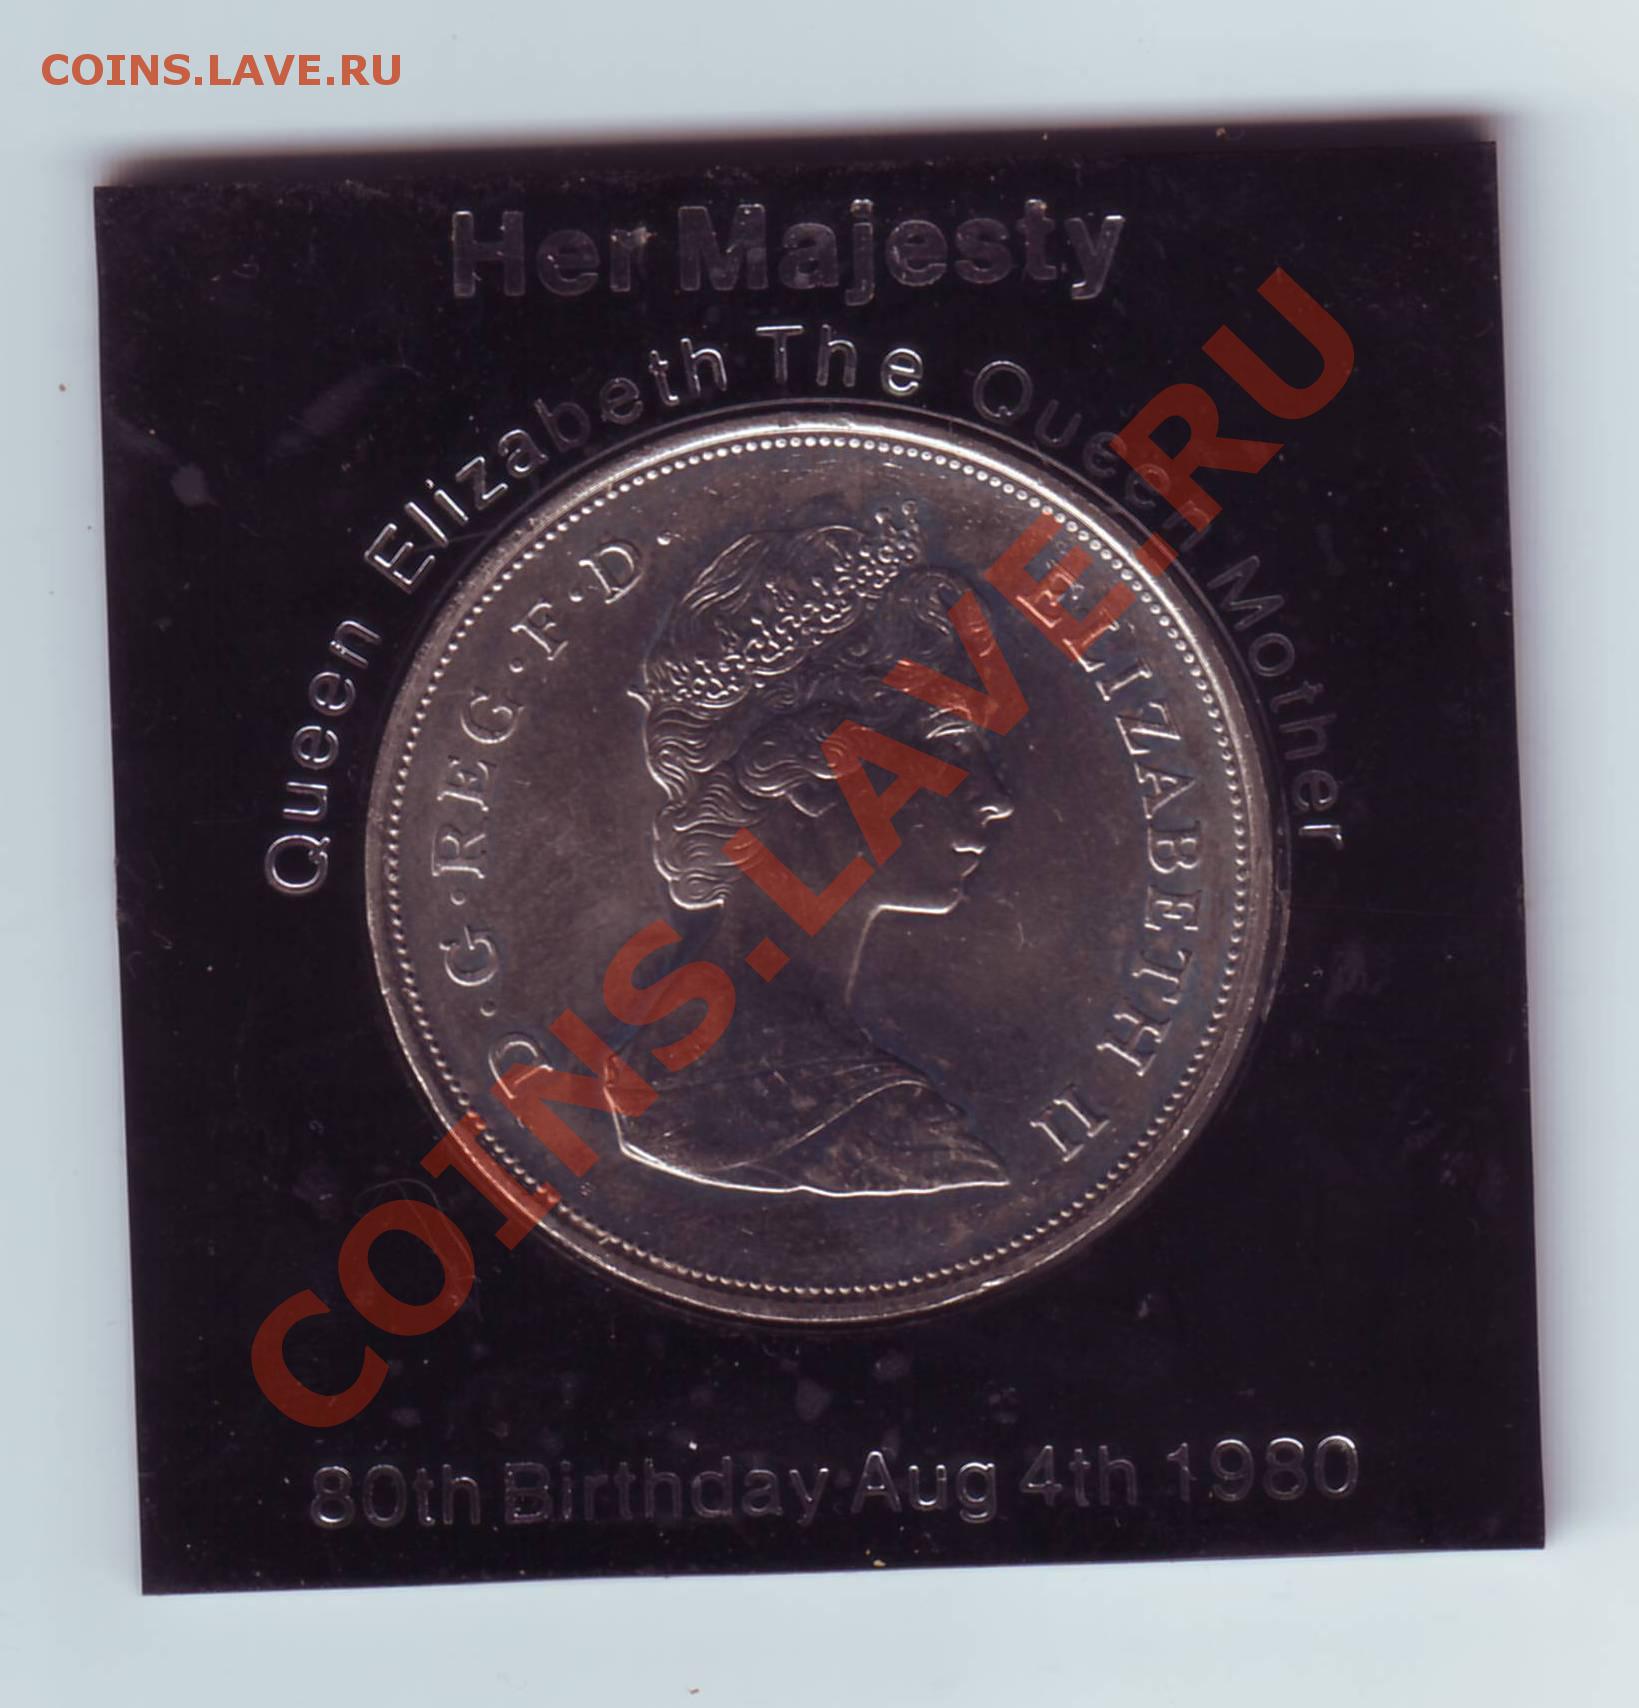 COINS.LAVE.RU
Her Majesty
Queen Elizabeth The Queen Mother
D·G·REG·F·D· ELIZABETH II
80th Birthday Aug 4th 1980
COINS.LAVE.RU